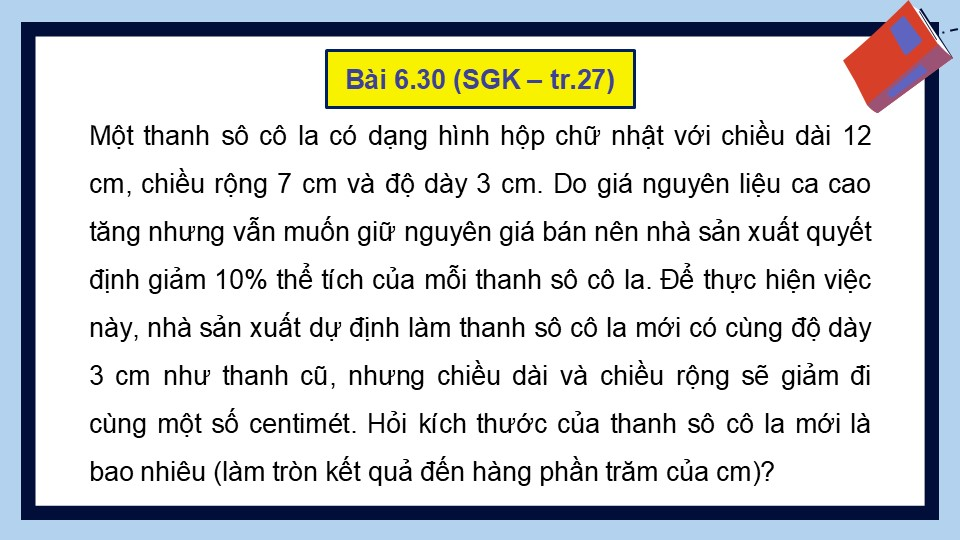 Bài 6.30 (SGK – tr.27)
Một thanh sô cô la có dạng hình hộp chữ nhật với chiều dài 12
cm, chiều rộng 7 cm và độ dày 3 cm. Do giá nguyên liệu ca cao
tăng nhưng vẫn muốn giữ nguyên giá bán nên nhà sản xuất quyết
định giảm 10% thể tích của mỗi thanh sô cô la. Để thực hiện việc
này, nhà sản xuất dự định làm thanh sô cô la mới có cùng độ dày
3 cm như thanh cũ, nhưng chiều dài và chiều rộng sẽ giảm đi
cùng một số centimét. Hỏi kích thước của thanh sô cô la mới là
bao nhiêu (làm tròn kết quả đến hàng phần trăm của cm)?